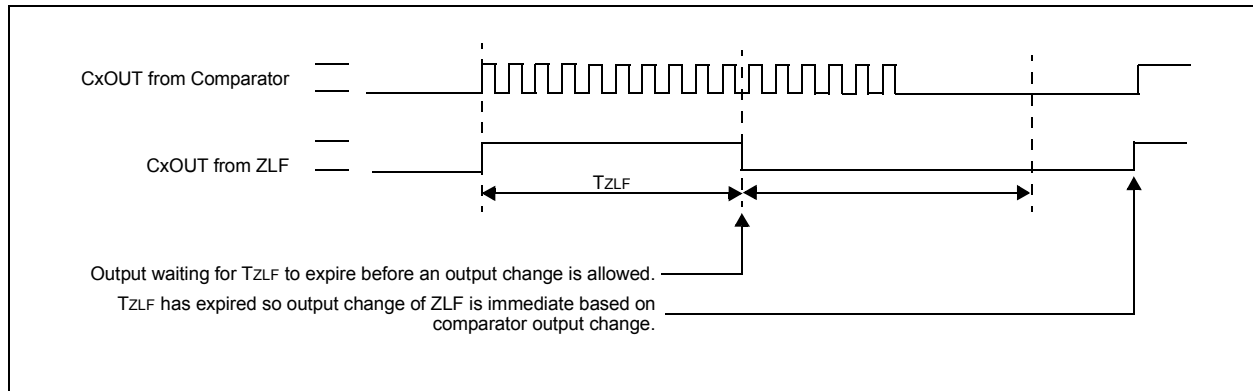 CxOUT from Comparator
CxOUT from ZLF
TZLF
Output waiting for TZLF to expire before an output change is allowed.
TZLF has expired so output change of ZLF is immediate based on
comparator output change.